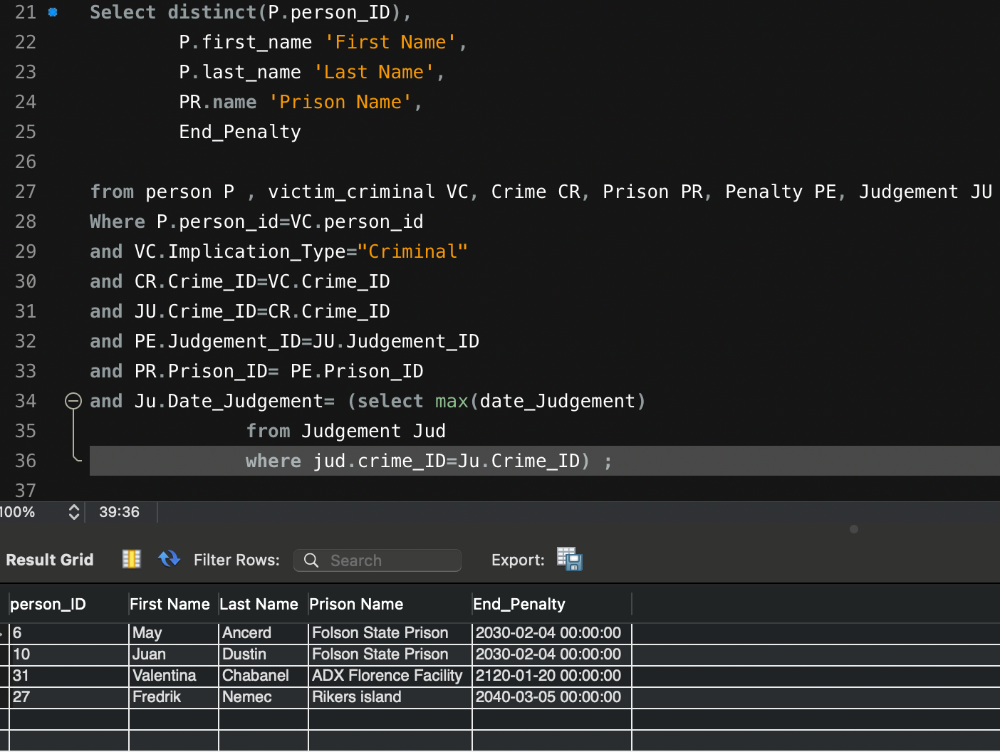 21 Select distinct(P.person_ID),
22 P.first_name 'First Name',
23 P.last_name 'Last Name',
24 PR.name 'Prison Name',
25 End_Penalty
26
27 from person P , victim_criminal VC, Crime CR, Prison PR, Penalty PE, Judgement JU
28 Where P.person_id=VC.person_id
29 and VC.Implication_Type="Criminal"
30 and CR.Crime_ID=VC.Crime_ID
31 and JU.Crime_ID=CR.Crime_ID
32 and PE.Judgement_ID=JU.Judgement_ID
33 and PR.Prison_ID= PE.Prison_ID
34 and Ju.Date_Judgement= (select max(date_Judgement)
35 from Judgement Jud
36 where jud.crime_ID=Ju.Crime_ID) ;
37
100% 39:36
Result Grid Filter Rows: Search Export:
person_ID First Name Last Name Prison Name End_Penalty
6 May Ancerd Folson State Prison 2030-02-04 00:00:00
10 Juan Dustin Folson State Prison 2030-02-04 00:00:00
31 Valentina Chabanel ADX Florence Facility 2120-01-20 00:00:00
27 Fredrik Nemec Rikers island 2040-03-05 00:00:00